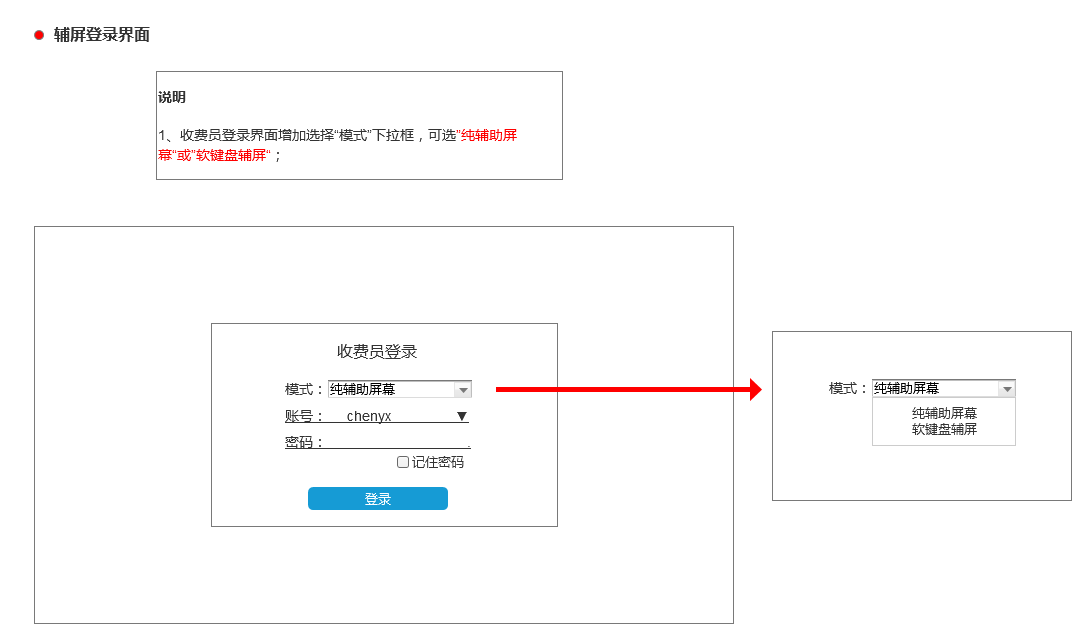 辅屏登录界面
说明
1、收费员登录界面增加选择“模式”下拉框，可选”纯辅助屏
幕“或”软键盘辅屏“；
收费员登录
模式： 纯辅助屏幕
账号： chenyx ▼
密码：
记住密码
登录
模式： 纯辅助屏幕
纯辅助屏幕
软键盘辅屏